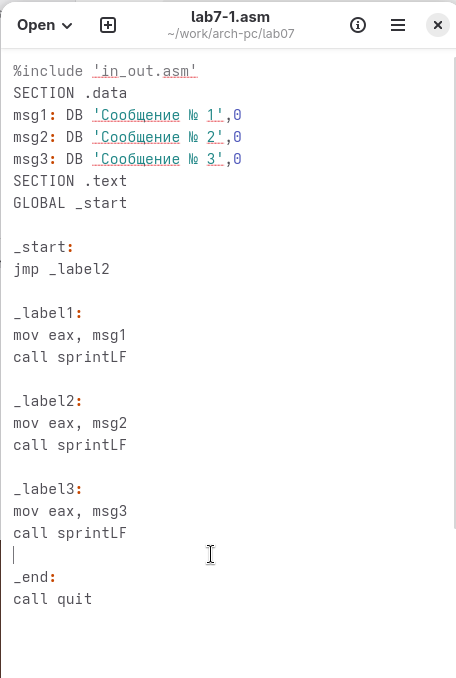 Open
lab7-1.asm
~/work/arch-pc/lab07
%include 'in_out.asm'
SECTION .data
msg1: DB 'Сообщение № 1',0
msg2: DB 'Сообщение № 2',0
msg3: DB 'Сообщение № 3',0
SECTION .text
GLOBAL _start
_start:
jmp _label2
_label1:
mov eax, msg1
call sprintLF
_label2:
mov eax, msg2
call sprintLF
_label3:
mov eax, msg3
call sprintLF
_end:
call quit